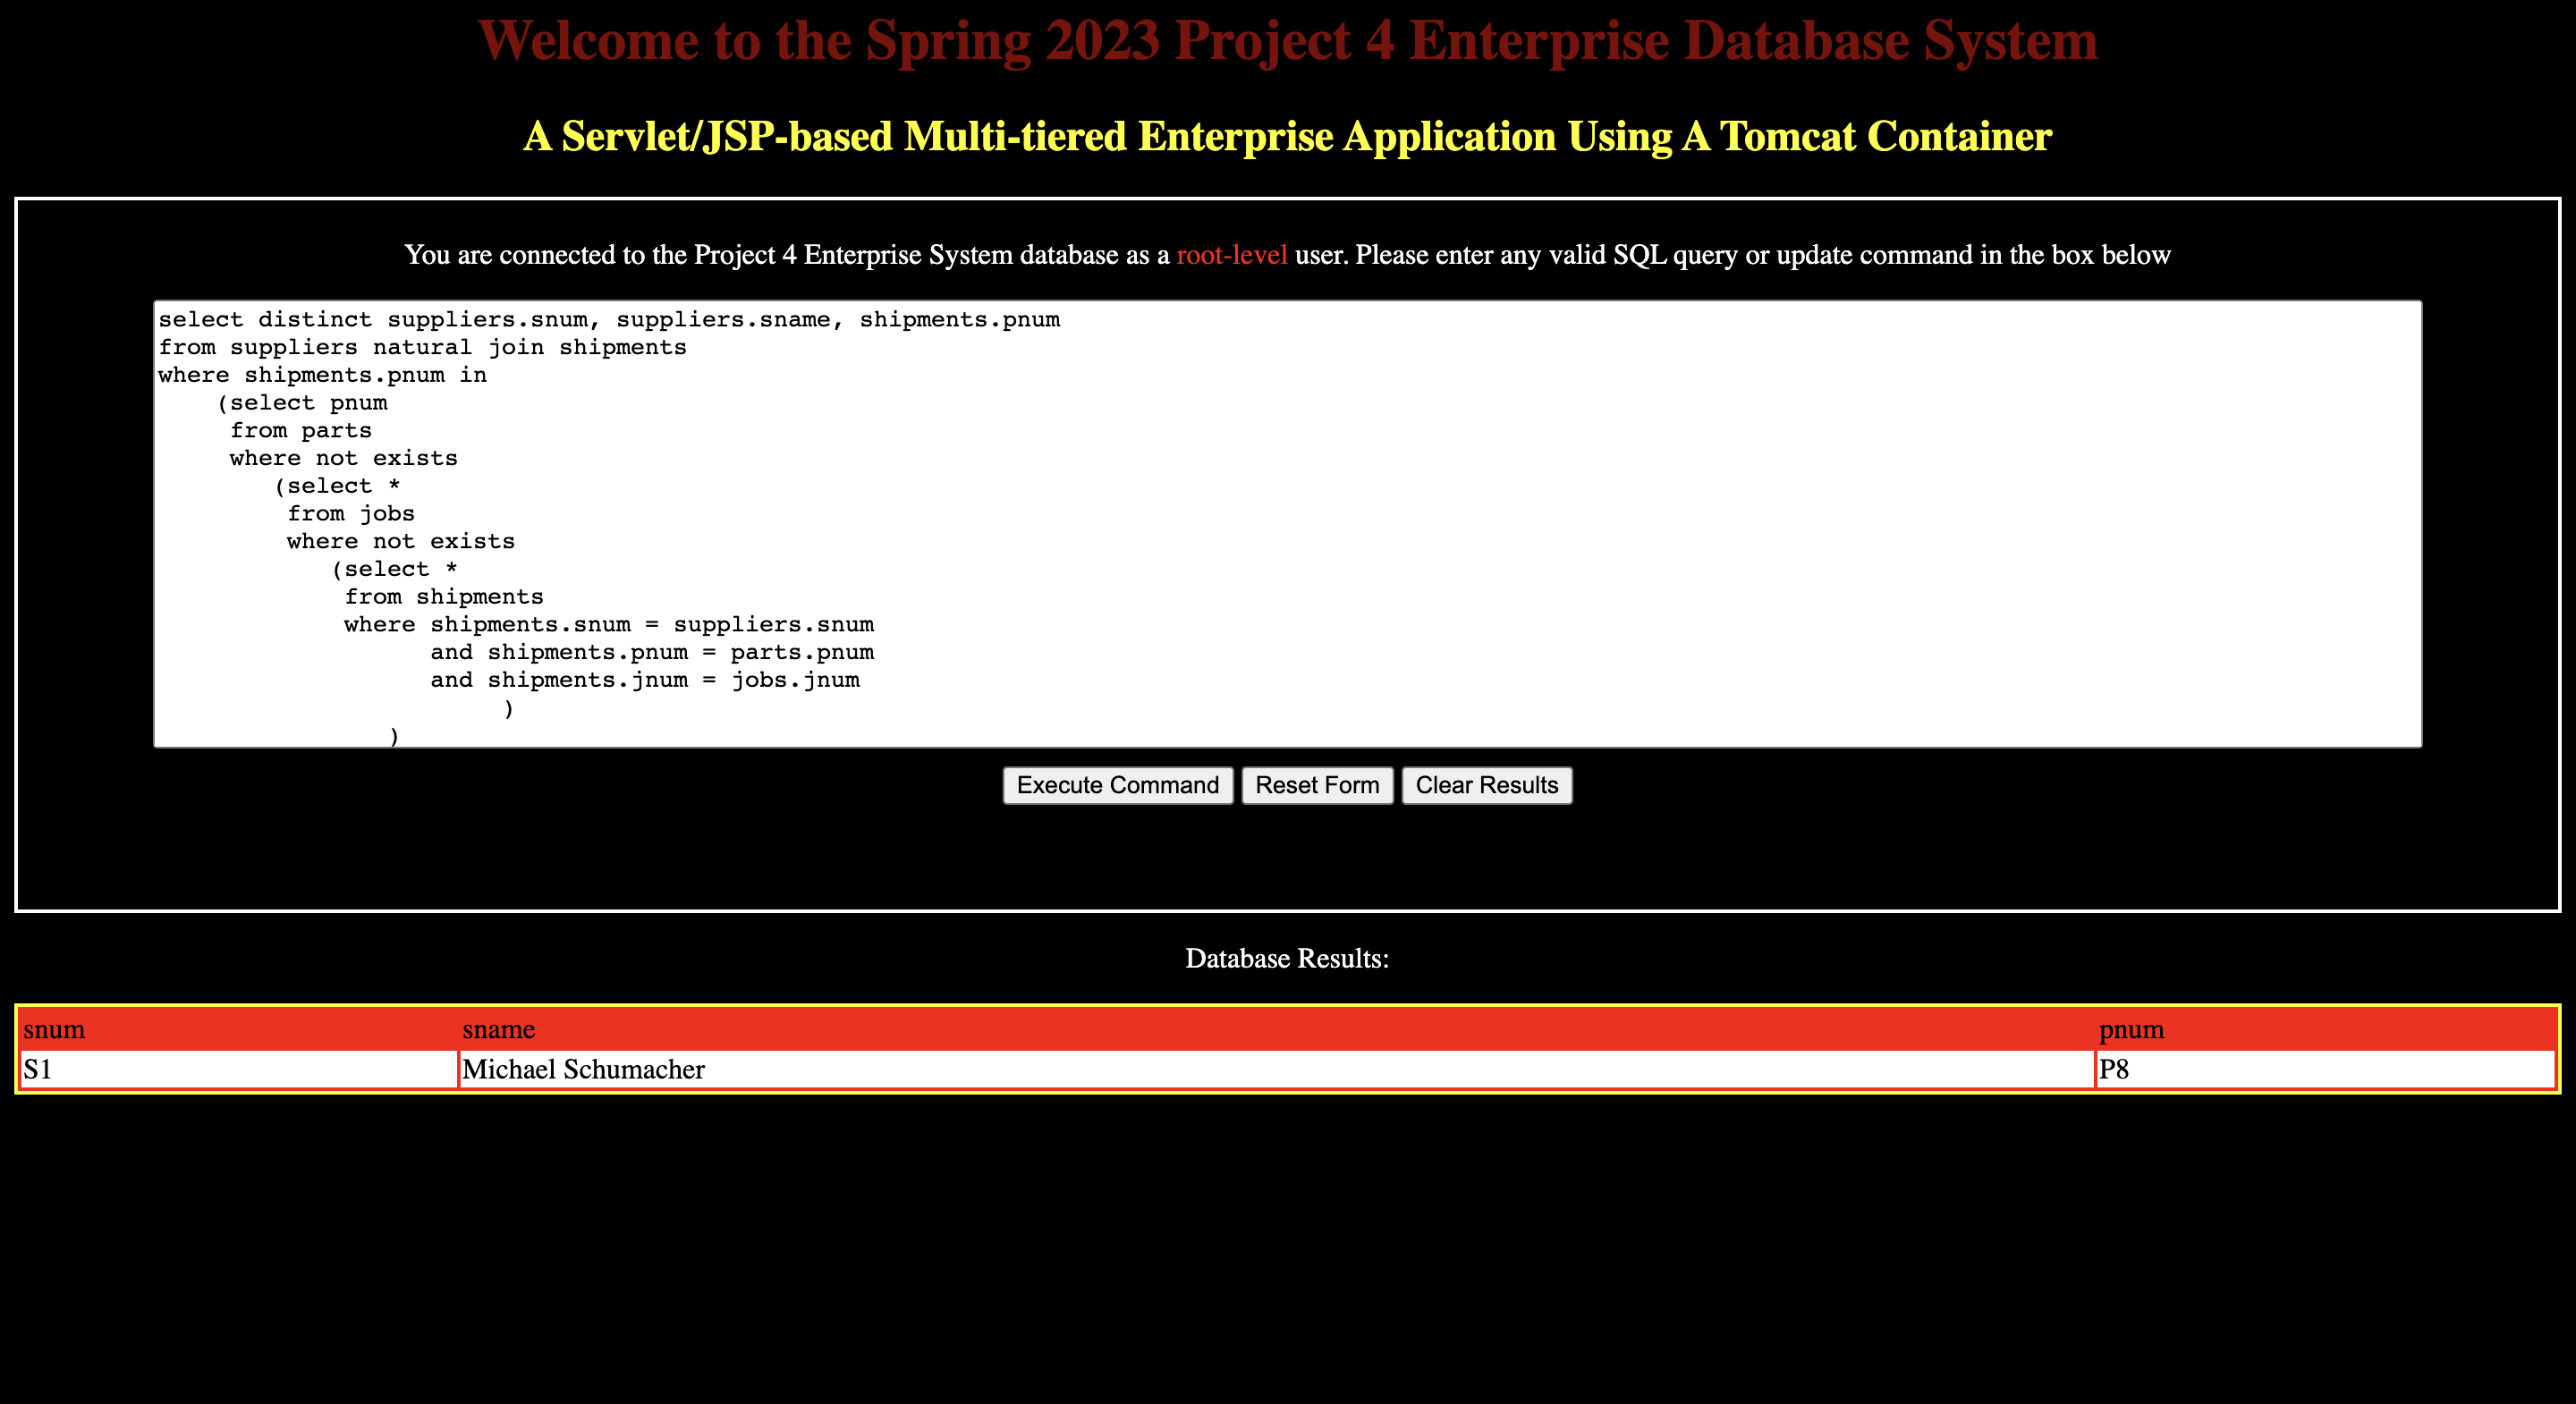 Welcome to the Spring 2023 Project 4 Enterprise Database System
A Servlet/JSP-based Multi-tiered Enterprise Application Using A Tomcat Container
You are connected to the Project 4 Enterprise System database as a root-level user. Please enter any valid SQL query or update command in the box below
select distinct suppliers.snum, suppliers.sname, shipments.pnum
from suppliers natural join shipments
where shipments.pnum in
    (select pnum
     from parts
     where not exists
        (select *
         from jobs
         where not exists
            (select *
             from shipments
             where shipments.snum = suppliers.snum
                   and shipments.pnum = parts.pnum
                   and shipments.jnum = jobs.jnum
                        )
                )
Execute Command Reset Form Clear Results
Database Results:
snum sname pnum
S1 Michael Schumacher P8